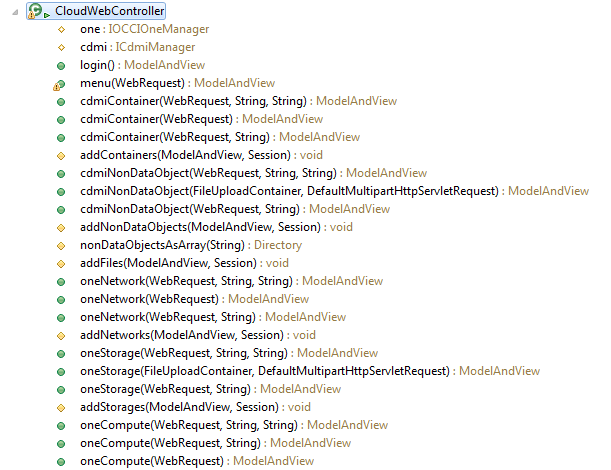 CloudWebController
one : IOCCIOneManager
cdmi : ICdmiManager
login() : ModelAndView
menu(WebRequest) : ModelAndView
cdmiContainer(WebRequest, String, String) : ModelAndView
cdmiContainer(WebRequest) : ModelAndView
cdmiContainer(WebRequest, String) : ModelAndView
addContainers(ModelAndView, Session) : void
cdmiNonDataObject(WebRequest, String, String) : ModelAndView
cdmiNonDataObject(FileUploadContainer, DefaultMultipartHttpServletRequest) : ModelAndView
cdmiNonDataObject(WebRequest, String) : ModelAndView
addNonDataObjects(ModelAndView, Session) : void
nonDataObjectsAsArray(String) : Directory
addFiles(ModelAndView, Session) : void
oneNetwork(WebRequest, String, String) : ModelAndView
oneNetwork(WebRequest) : ModelAndView
oneNetwork(WebRequest, String) : ModelAndView
addNetworks(ModelAndView, Session) : void
oneStorage(WebRequest, String, String) : ModelAndView
oneStorage(FileUploadContainer, DefaultMultipartHttpServletRequest) : ModelAndView
oneStorage(WebRequest, String) : ModelAndView
addStorages(ModelAndView, Session) : void
oneCompute(WebRequest, String, String) : ModelAndView
oneCompute(WebRequest, String) : ModelAndView
oneCompute(WebRequest) : ModelAndView